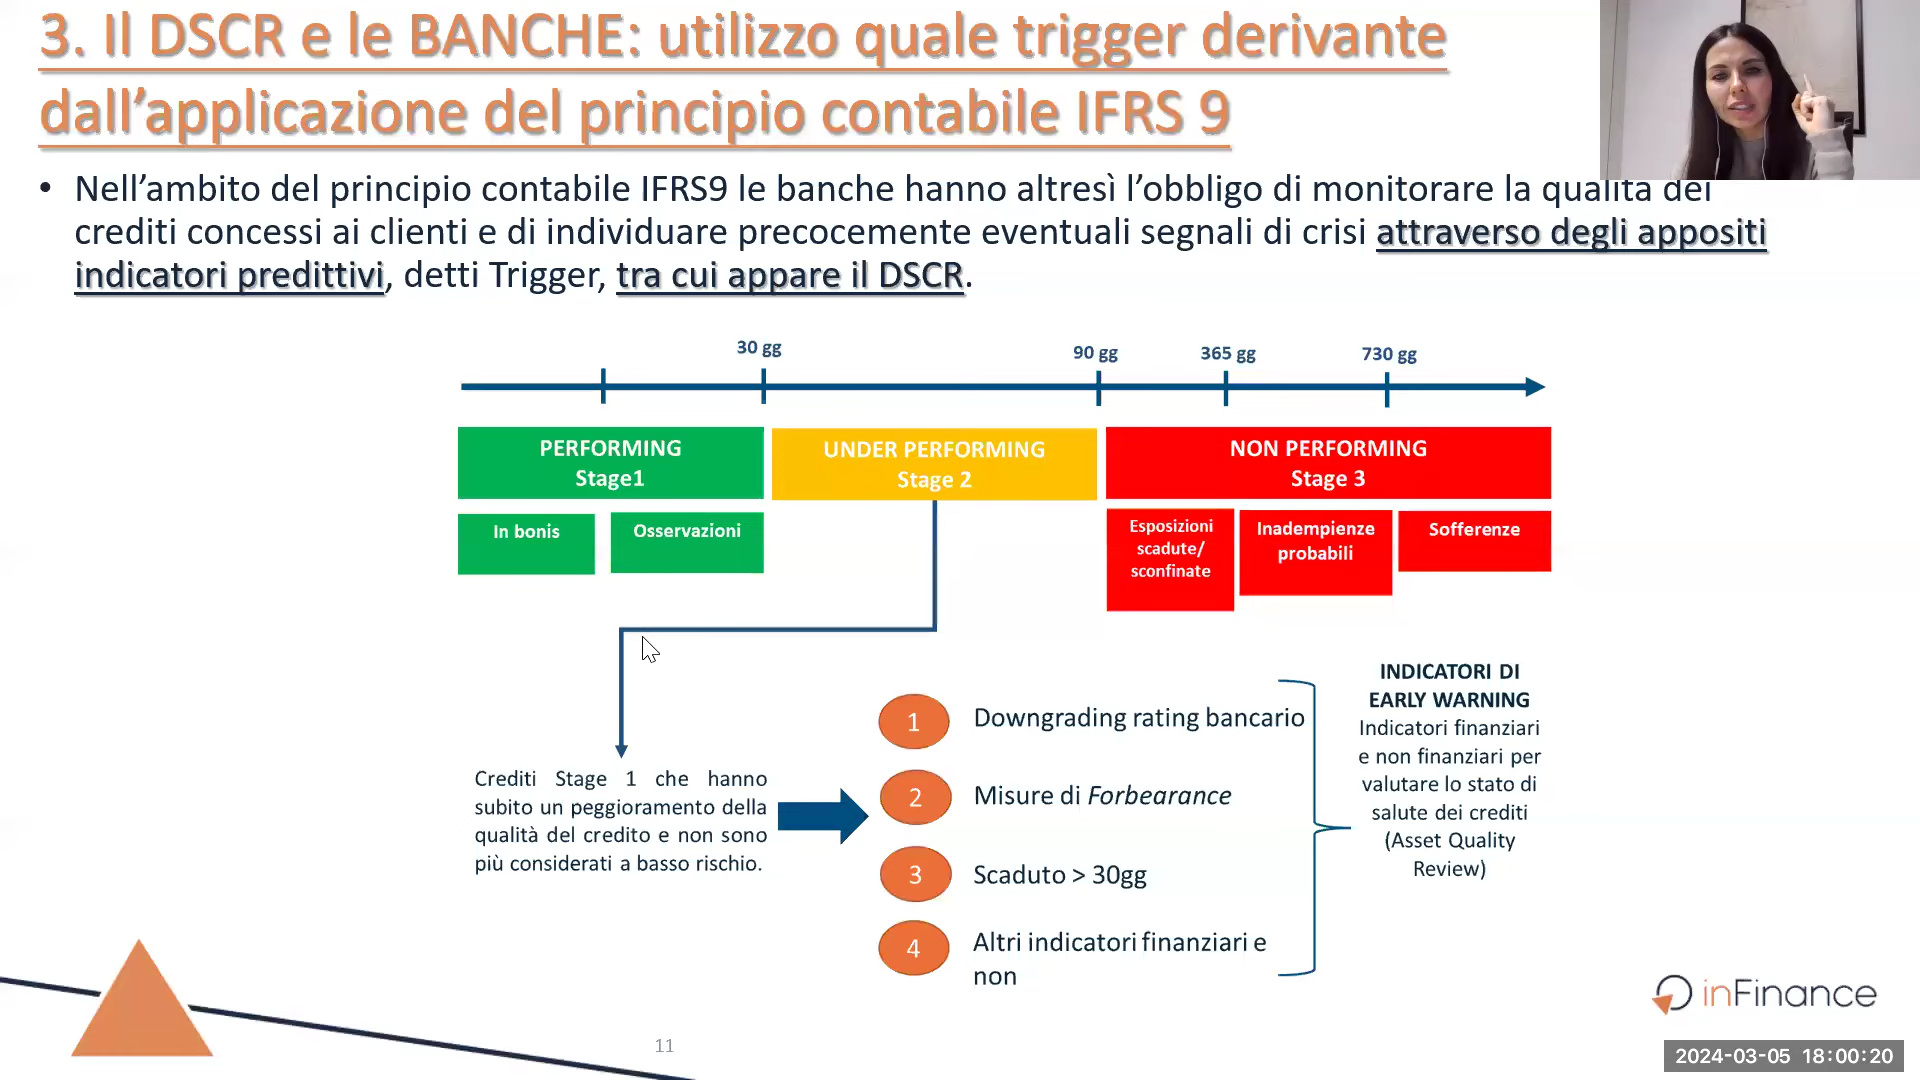 3. Il DSCR e le BANCHE: utilizzo quale trigger derivante
dall’applicazione del principio contabile IFRS 9
• Nell’ambito del principio contabile IFRS9 le banche hanno altresì l’obbligo di monitorare la qualità dei
crediti concessi ai clienti e di individuare precocemente eventuali segnali di crisi attraverso degli appositi
indicatori predittivi, detti Trigger, tra cui appare il DSCR.
30 gg
90 gg
365 gg
730 gg
PERFORMING
Stage1
UNDER PERFORMING
Stage 2
NON PERFORMING
Stage 3
In bonis
Osservazioni
Esposizioni
scadute/
sconfinate
Inadempienze
probabili
Sofferenze
Crediti Stage 1 che hanno
subito un peggioramento della
qualità del credito e non sono
più considerati a basso rischio.
1 Downgrading rating bancario
2 Misure di Forbearance
3 Scaduto > 30gg
4 Altri indicatori finanziari e
non
INDICATORI DI
EARLY WARNING
Indicatori finanziari
e non finanziari per
valutare lo stato di
salute dei crediti
(Asset Quality
Review)
inFinance
11
2024-03-05 18:00:20